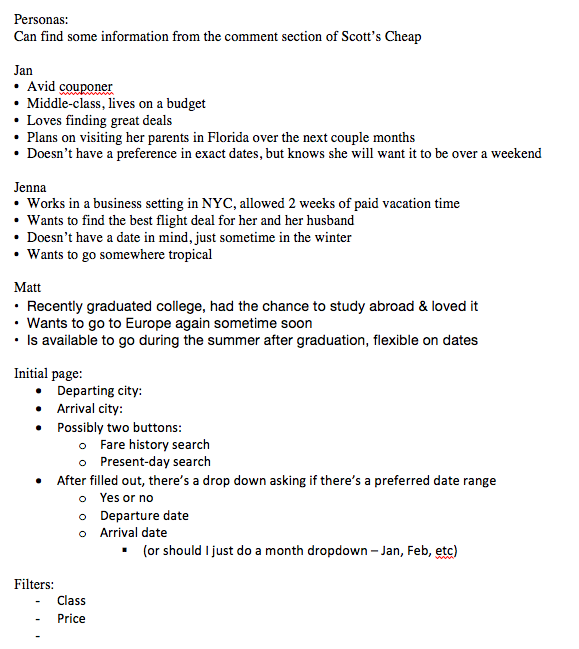 Personas:
Can find some information from the comment section of Scott's Cheap
Jan
• Avid couponer
• Middle-class, lives on a budget
• Loves finding great deals
• Plans on visiting her parents in Florida over the next couple months
• Doesn't have a preference in exact dates, but knows she will want it to be over a weekend
Jenna
• Works in a business setting in NYC, allowed 2 weeks of paid vacation time
• Wants to find the best flight deal for her and her husband
• Doesn't have a date in mind, just sometime in the winter
• Wants to go somewhere tropical
Matt
• Recently graduated college, had the chance to study abroad & loved it
• Wants to go to Europe again sometime soon
• Is available to go during the summer after graduation, flexible on dates
Initial page:
• Departing city:
• Arrival city:
• Possibly two buttons:
o Fare history search
o Present-day search
• After filled out, there's a drop down asking if there's a preferred date range
o Yes or no
o Departure date
o Arrival date
▪ (or should I just do a month dropdown – Jan, Feb, etc)
Filters:
- Class
- Price
-